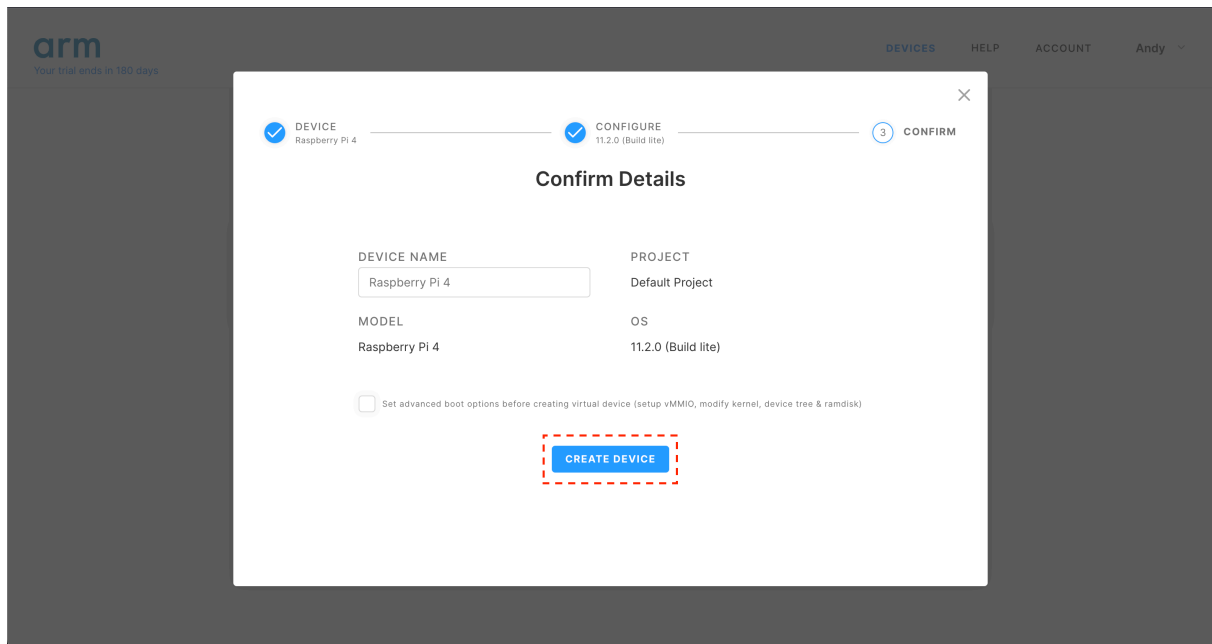 arm
Your trial ends in 180 days
DEVICES HELP ACCOUNT Andy
DEVICE
Raspberry Pi 4
CONFIGURE
11.2.0 (Build lite)
3 CONFIRM
Confirm Details
DEVICE NAME
Raspberry Pi 4
PROJECT
Default Project
MODEL
Raspberry Pi 4
OS
11.2.0 (Build lite)
Set advanced boot options before creating virtual device (setup vMMIO, modify kernel, device tree & ramdisk)
CREATE DEVICE